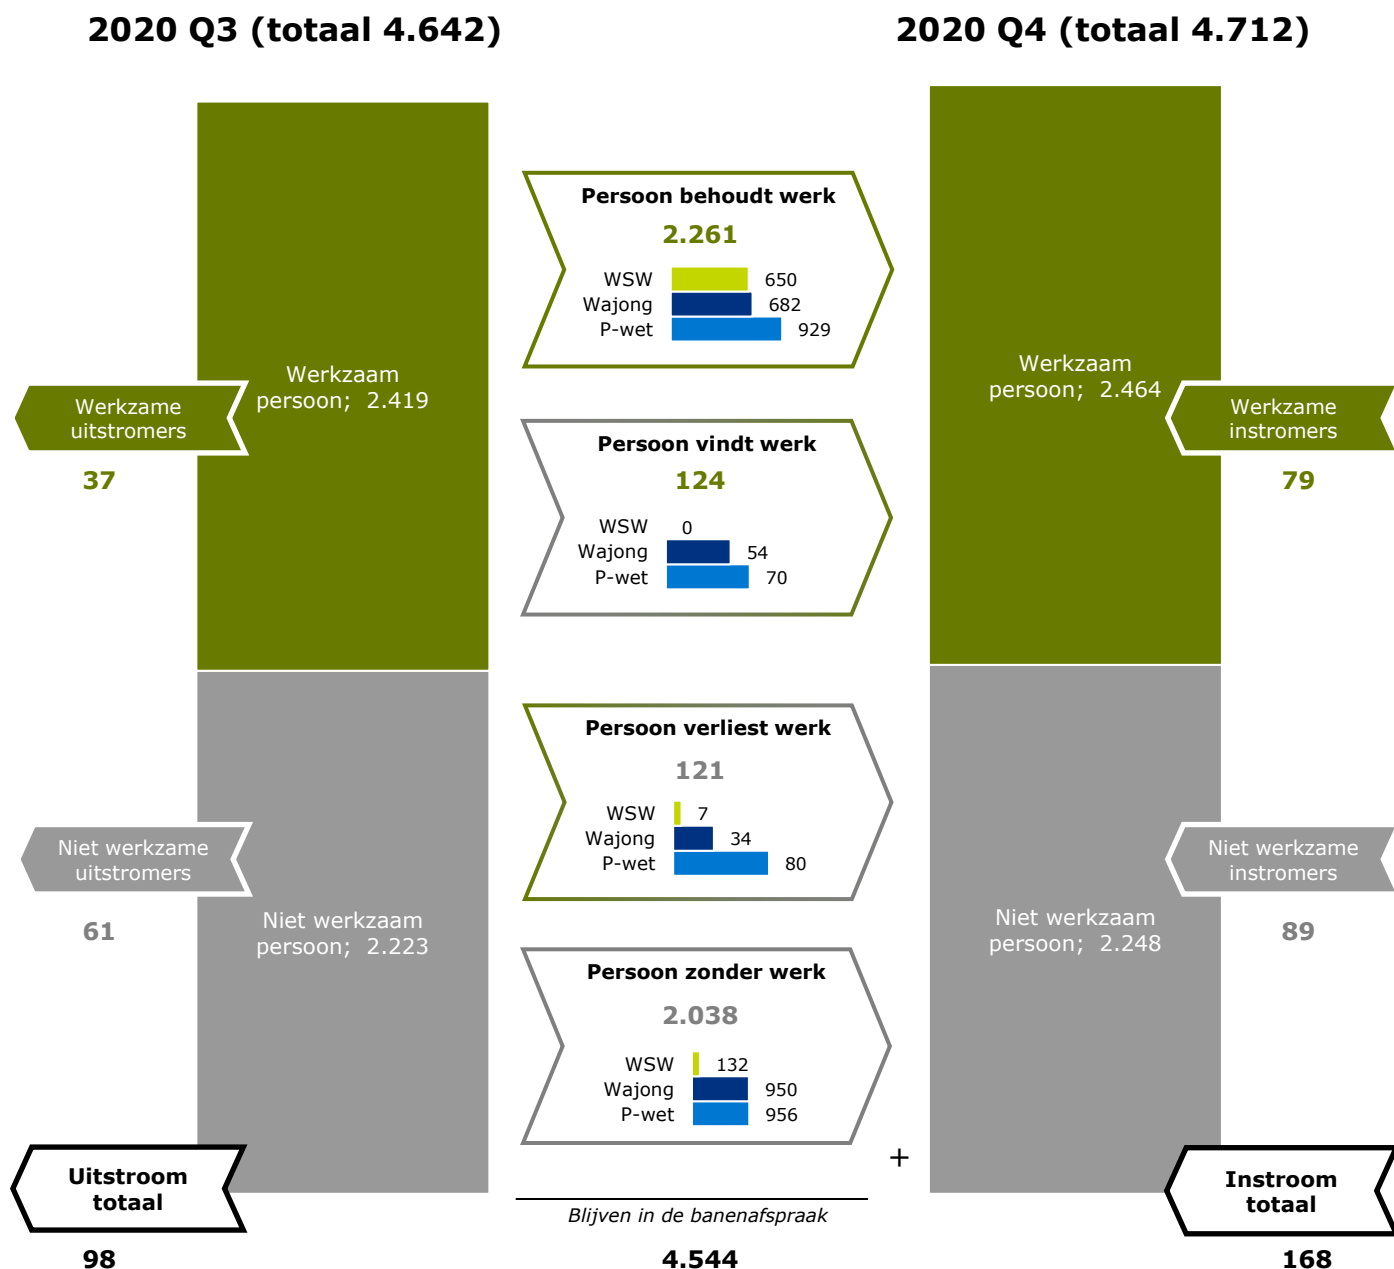 2020 Q3 (totaal 4.642)
2020 Q4 (totaal 4.712)
Werkzaam
persoon;  2.419
Werkzame
uitstromers
37
Niet werkzaam
persoon;  2.223
Niet werkzame
uitstromers
61
Uitstroom
totaal
98
Persoon behoudt werk
2.261
WSW 650
Wajong 682
P-wet 929
Persoon vindt werk
124
WSW 0
Wajong 54
P-wet 70
Persoon verliest werk
121
WSW 7
Wajong 34
P-wet 80
Persoon zonder werk
2.038
WSW 132
Wajong 950
P-wet 956
+
Blijven in de banenafspraak
4.544
Werkzaam
persoon;  2.464
Werkzame
instromers
79
Niet werkzame
instromers
89
Niet werkzaam
persoon;  2.248
Instroom
totaal
168